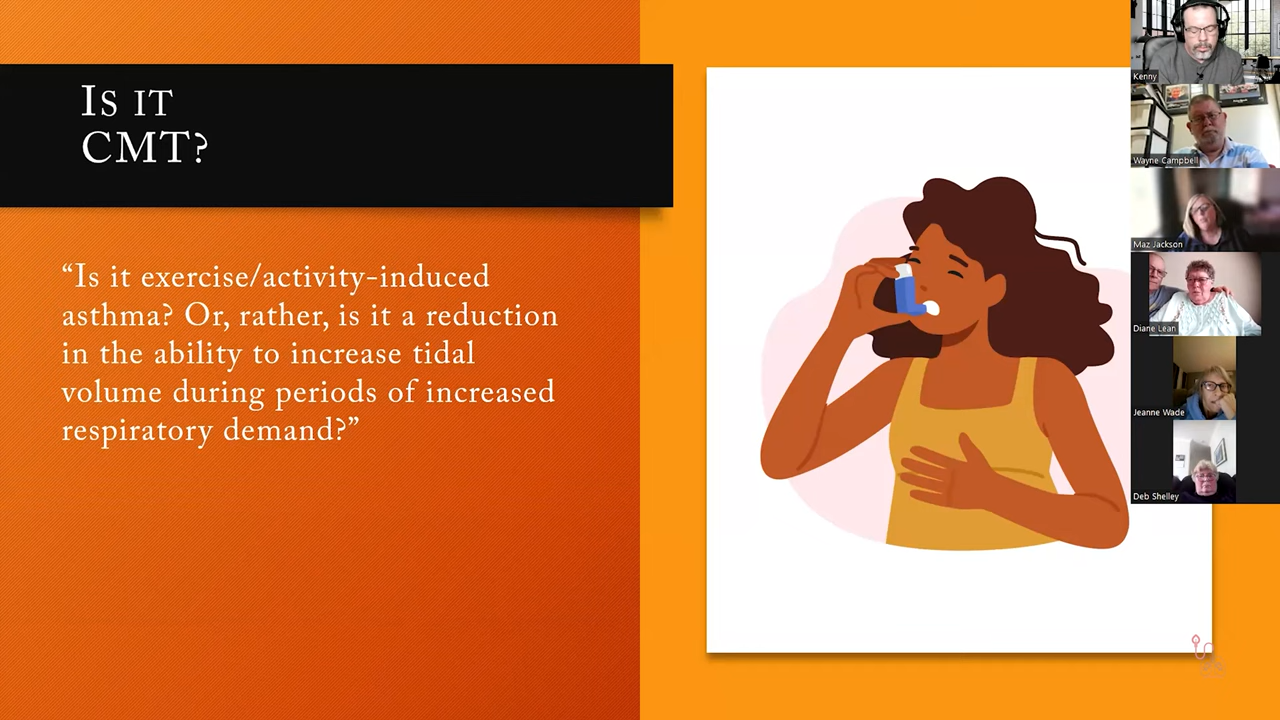 IS IT
CMT?
“Is it exercise/activity-induced
asthma? Or, rather, is it a reduction
in the ability to increase tidal
volume during periods of increased
respiratory demand?”
Kenny
Wayne Campbell
Maz Jackson
Diane Lean
Jeanne Wade
Deb Shelley